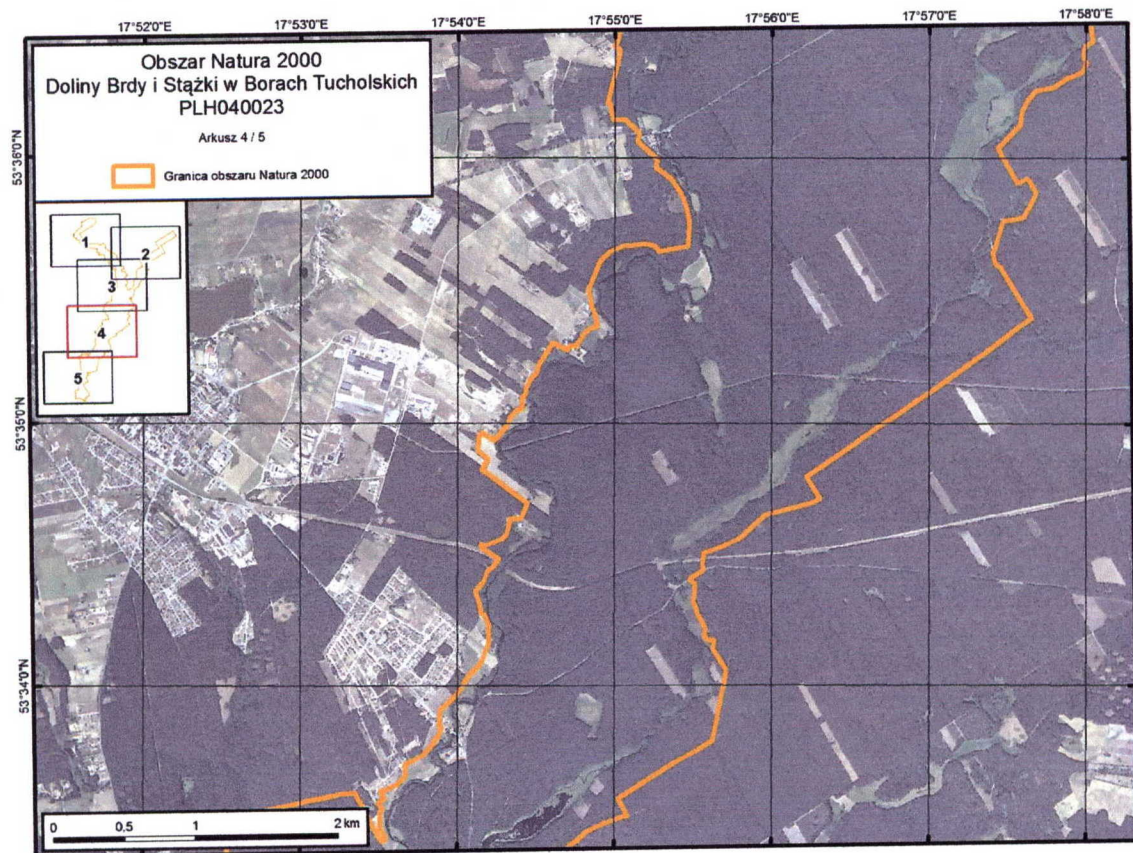 17°52'0"E
17°53'0"E
17°54'0"E
17°55'0"E
17°56'0"E
17°57'0"E
17°58'0"E
Obszar Natura 2000
Doliny Brdy i Stążki w Borach Tucholskich
PLH040023
Arkusz 4 / 5
Granica obszaru Natura 2000
53°36'0"N
53°35'0"N
53°34'0"N
1
2
3
4
5
0 0,5 1 2 km